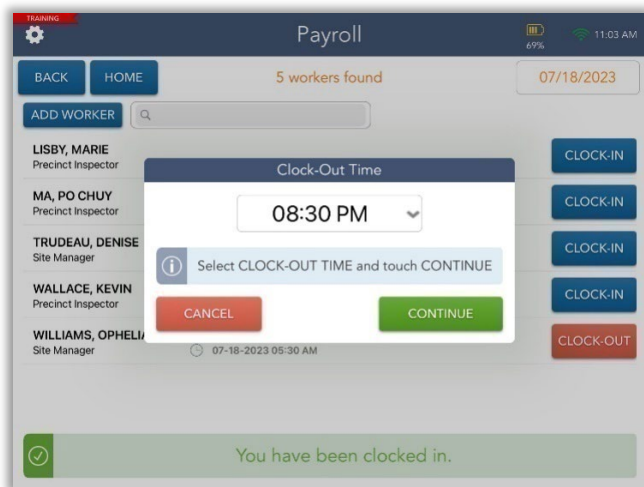 TRAINING
Payroll
69%
11:03 AM
BACK
HOME
5 workers found
07/18/2023
ADD WORKER
LISBY, MARIE
Precinct Inspector
CLOCK-IN
Clock-Out Time
MA, PO CHUY
Precinct Inspector
CLOCK-IN
08:30 PM
TRUDEAU, DENISE
Site Manager
CLOCK-IN
Select CLOCK-OUT TIME and touch CONTINUE
WALLACE, KEVIN
Precinct Inspector
CLOCK-IN
CANCEL
CONTINUE
WILLIAMS, OPHELIA
Site Manager
07-18-2023 05:30 AM
CLOCK-OUT
You have been clocked in.